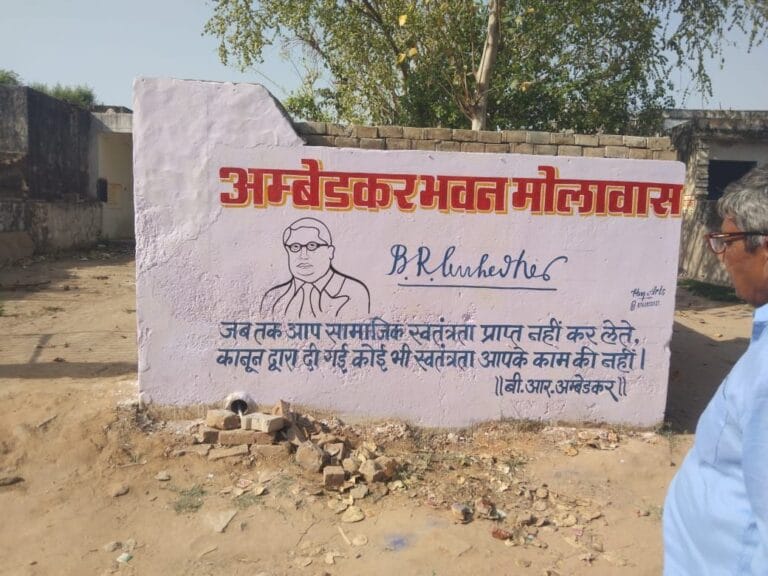 अम्बेडकर भवन मोलावास
B.R. Ambedkar
जब तक आप सामाजिक स्वतंत्रता प्राप्त नहीं कर लेते,
कानून द्वारा दी गई कोई भी स्वतंत्रता आपके काम की नहीं।
॥बी.आर.अम्बेडकर॥